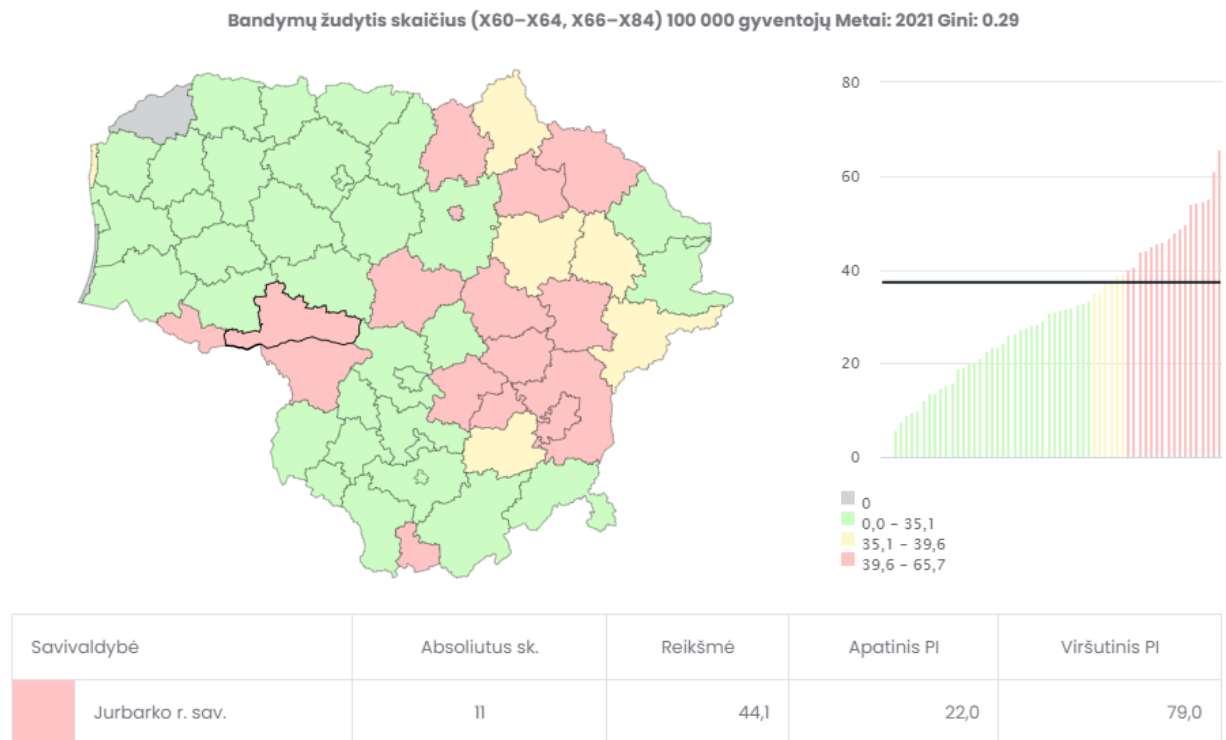 Bandymų žudytis skaičius (X60–X64, X66–X84) 100 000 gyventojų Metai: 2021 Gini: 0.29
80
60
40
20
0
0
0,0 – 35,1
35,1 – 39,6
39,6 – 65,7
Savivaldybė Absoliutus sk. Reikšmė Apatinis PI Viršutinis PI
Jurbarko r. sav. 11 44,1 22,0 79,0